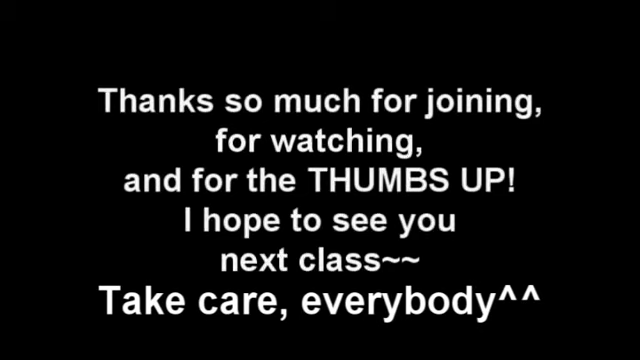 Thanks so much for joining,
for watching,
and for the THUMBS UP!
I hope to see you
next class~~
Take care, everybody^^